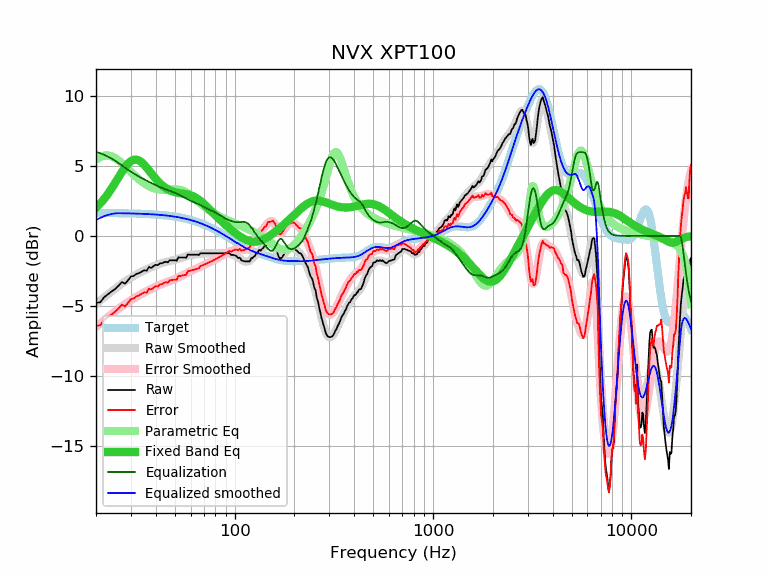 NVX XPT100
Amplitude (dBr)
10
5
0
−5
−10
−15
Target
Raw Smoothed
Error Smoothed
Raw
Error
Parametric Eq
Fixed Band Eq
Equalization
Equalized smoothed
100
1000
10000
Frequency (Hz)